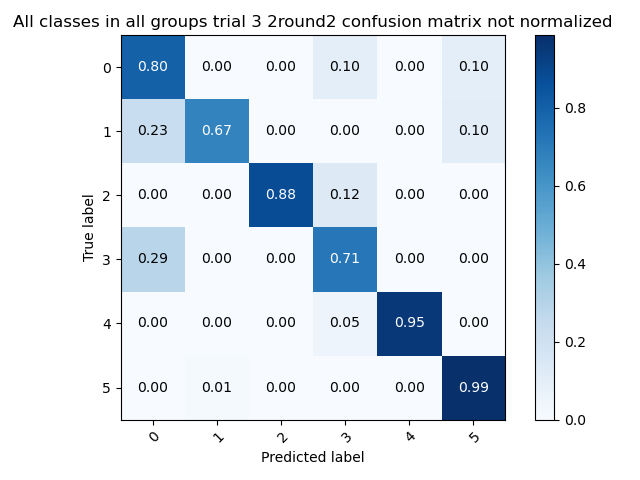 All classes in all groups trial 3 2round2 confusion matrix not normalized
0 0.80 0.00 0.00 0.10 0.00 0.10
1 0.23 0.67 0.00 0.00 0.00 0.10
2 0.00 0.00 0.88 0.12 0.00 0.00
3 0.29 0.00 0.00 0.71 0.00 0.00
4 0.00 0.00 0.00 0.05 0.95 0.00
5 0.00 0.01 0.00 0.00 0.00 0.99
0 1 2 3 4 5
True label
Predicted label
0.8
0.6
0.4
0.2
0.0